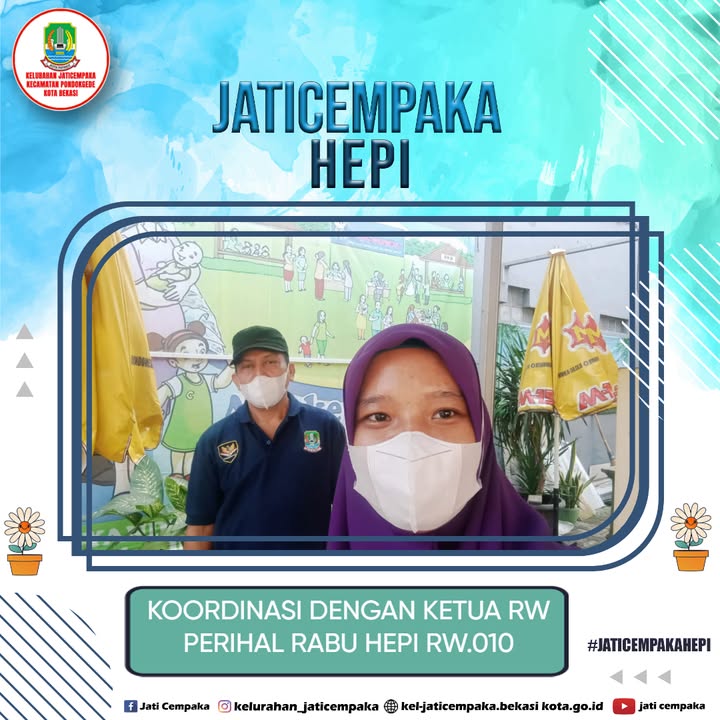 KELURAHAN JATICEMPAKA
KECAMATAN PONDOKGEDE
KOTA BEKASI
JATICEMPAKA
HEPI
KOORDINASI DENGAN KETUA RW
PERIHAL RABU HEPI RW.010
#JATICEMPAKAHEPI
Jati Cempaka kelurahan_jaticempaka kel-jaticempaka.bekasi kota.go.id jati cempaka